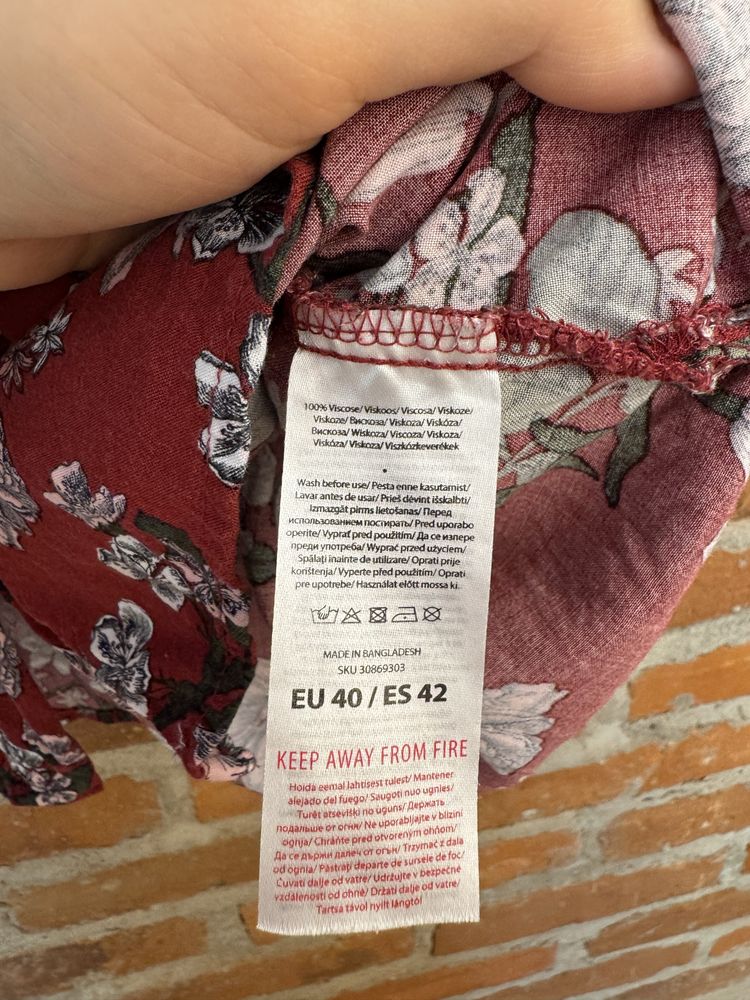 100% Viscose/ Viskoos/ Viscosa/ Viskozė/
Viskoze/ Вискоза/ Viskoza/ Viskóza/
Вискоза/ Wiskoza/ Viscoza/ Viskoza/
Viskóza/ Viskoza/ Viszkózkeverékek
Wash before use/ Pesta enne kasutamist/
Lavar antes de usar/ Prieš dėvint išskalbti/
Izmazgāt pirms lietošanas/ Перед
использованием постирать/ Pred uporabo
operite/ Vyprať pred použitím/ Да се изпере
преди употреба/ Wyprać przed użyciem/
Spălați înainte de utilizare/ Oprati prije
korištenja/ Vyperte před použitím/ Oprati
pre upotrebe/ Használat előtt mossa ki.
MADE IN BANGLADESH
SKU 30869303
EU 40 / ES 42
KEEP AWAY FROM FIRE
Hoida eemal lahtisest tulest/ Mantener
alejado del fuego/ Saugoti nuo ugnies/
Turēt atsevišķi no uguns/ Держать
подальше от огня/ Ne uporabljajte v bližini
ognja/ Chráňte pred otvoreným ohňom/
Да се държи далеч от огън/ Trzymać z dala
od ognia/ Păstrați departe de sursele de foc/
Čuvati dalje od vatre/ Udržujte v bezpečné
vzdálenosti od ohně/ Držati dalje od vatre/
Tartsa távol nyílt lángtól